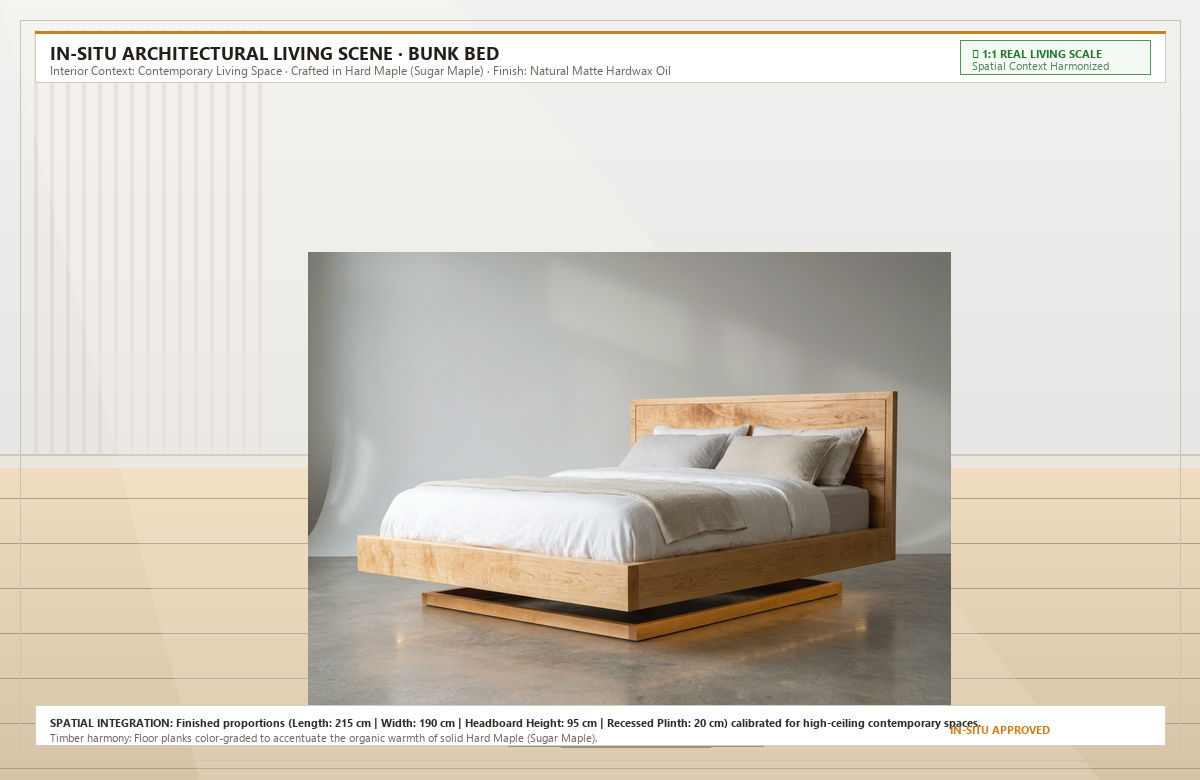 IN-SITU ARCHITECTURAL LIVING SCENE · BUNK BED
Interior Context: Contemporary Living Space · Crafted in Hard Maple (Sugar Maple) · Finish: Natural Matte Hardwax Oil
1:1 REAL LIVING SCALE
Spatial Context Harmonized
SPATIAL INTEGRATION: Finished proportions (Length: 215 cm | Width: 190 cm | Headboard Height: 95 cm | Recessed Plinth: 20 cm) calibrated for high-ceiling contemporary spaces.
IN-SITU APPROVED
Timber harmony: Floor planks color-graded to accentuate the organic warmth of solid Hard Maple (Sugar Maple).